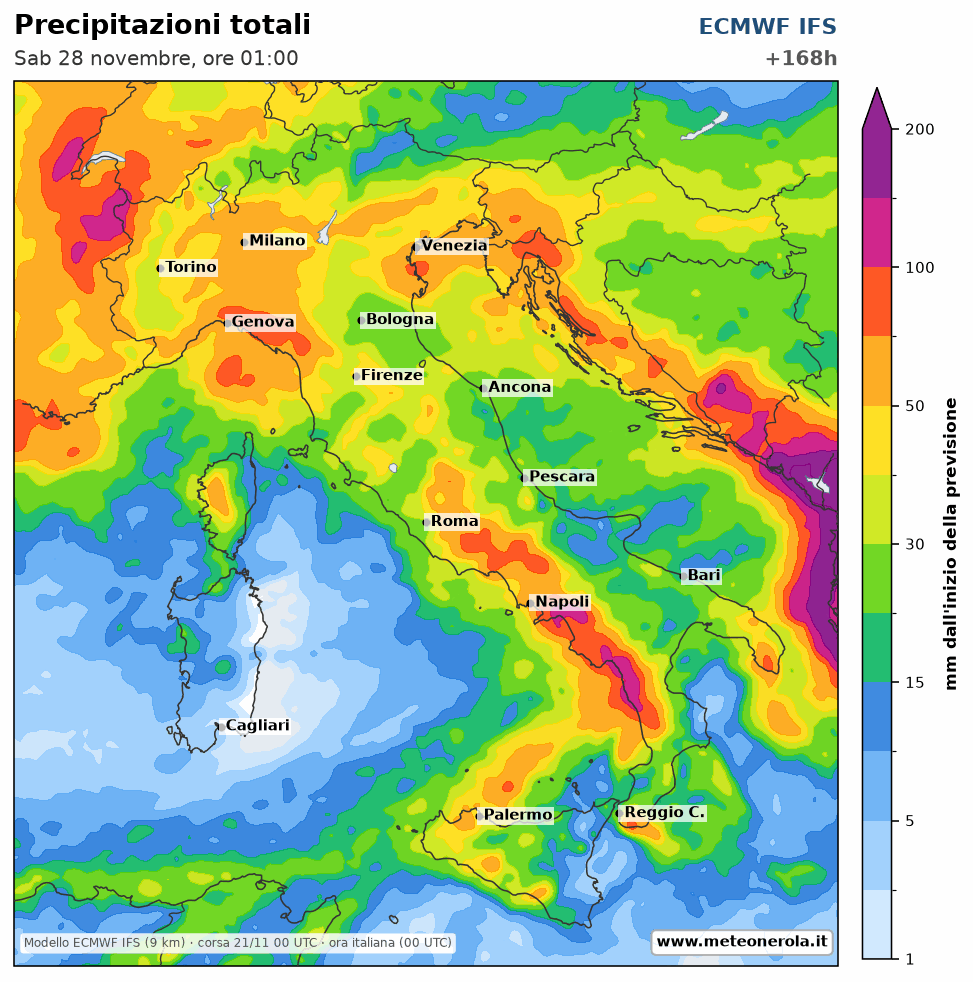 Precipitazioni totali
ECMWF IFS
Sab 28 novembre, ore 01:00
+168h
200
100
50
30
15
5
1
mm dall'inizio della previsione
Milano
Venezia
Torino
Genova
Bologna
Firenze
Ancona
Pescara
Roma
Bari
Napoli
Cagliari
Palermo
Reggio C.
Modello ECMWF IFS (9 km) · corsa 21/11 00 UTC · ora italiana (00 UTC)
www.meteonerola.it